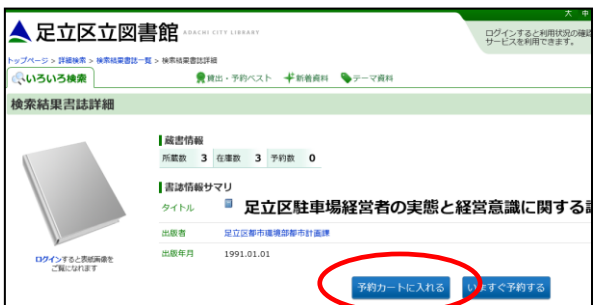 大 中
足立区立図書館 ADACHI CITY LIBRARY
ログインすると利用状況の確認
サービスを利用できます。
トップページ > 詳細検索 > 検索結果書誌一覧 > 検索結果書誌詳細
いろいろ検索 貸出・予約ベスト 新着資料 テーマ資料
検索結果書誌詳細
蔵書情報
所蔵数 3 在庫数 3 予約数 0
書誌情報サマリ
タイトル 足立区駐車場経営者の実態と経営意識に関する
出版者 足立区都市環境部都市計画課
出版年月 1991.01.01
ログインすると表紙画像を
ご覧になれます
予約カートに入れる いますぐ予約する